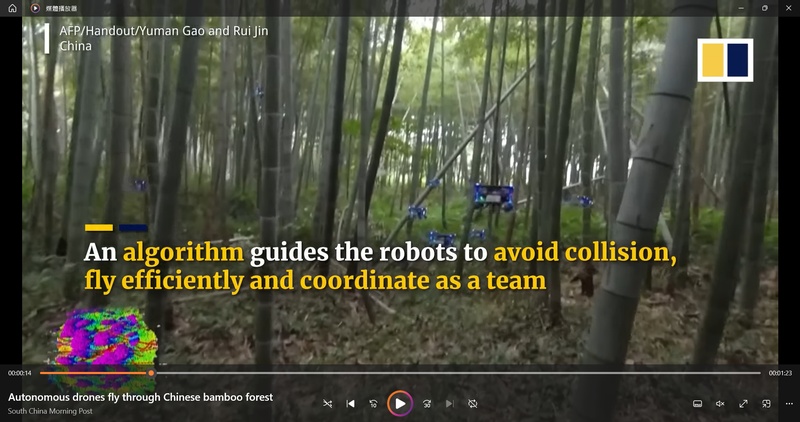 媒體播放器
AFP/Handout/Yuman Gao and Rui Jin
China
An algorithm guides the robots to avoid collision,
fly efficiently and coordinate as a team
00:00:14
00:01:23
Autonomous drones fly through Chinese bamboo forest
South China Morning Post
10
30